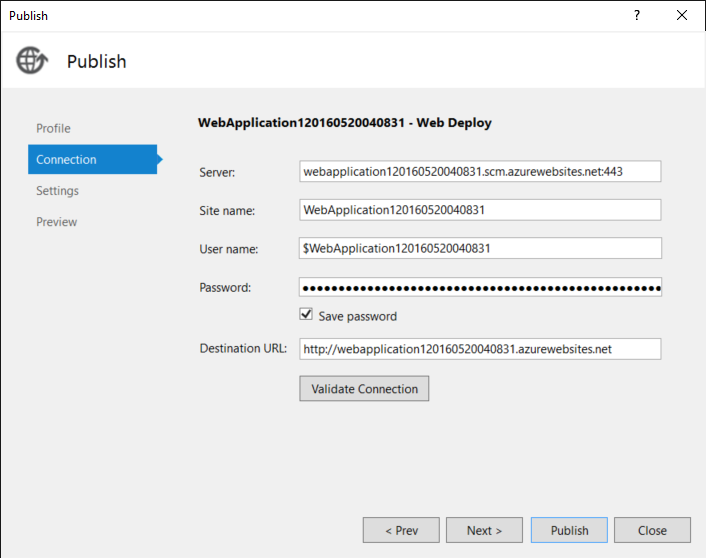 Publish
?
Publish
Profile
Connection
Settings
Preview
WebApplication120160520040831 - Web Deploy
Server: webapplication120160520040831.scm.azurewebsites.net:443
Site name: WebApplication120160520040831
User name: $WebApplication120160520040831
Password: ••••••••••••••••••••••••••••••••••••••••••••••••••
Save password
Destination URL: http://webapplication120160520040831.azurewebsites.net
Validate Connection
< Prev Next > Publish Close